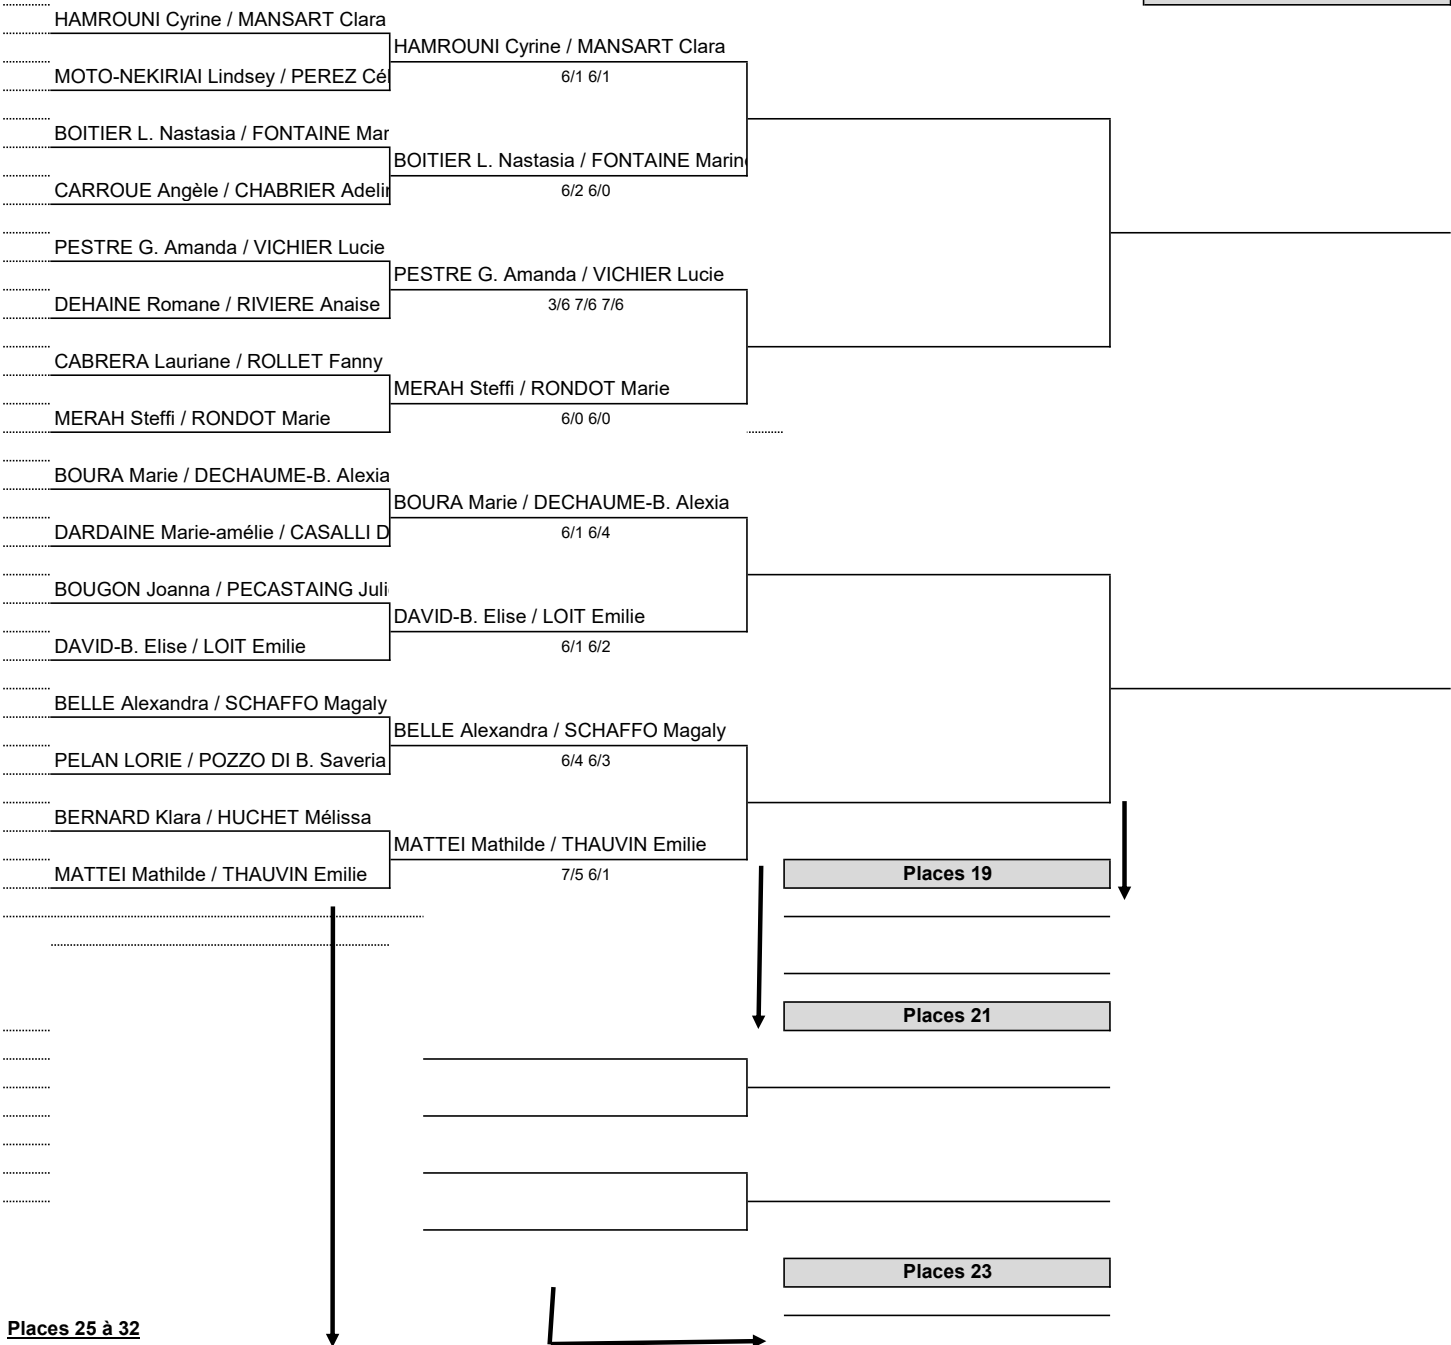 HAMROUNI Cyrine / MANSART Clara
HAMROUNI Cyrine / MANSART Clara
MOTO-NEKIRIAI Lindsey / PEREZ Cél
6/1 6/1
BOITIER L. Nastasia / FONTAINE Mar
BOITIER L. Nastasia / FONTAINE Marin
CARROUE Angèle / CHABRIER Adelin
6/2 6/0
PESTRE G. Amanda / VICHIER Lucie
PESTRE G. Amanda / VICHIER Lucie
DEHAINE Romane / RIVIERE Anaise
3/6 7/6 7/6
CABRERA Lauriane / ROLLET Fanny
MERAH Steffi / RONDOT Marie
MERAH Steffi / RONDOT Marie
6/0 6/0
BOURA Marie / DECHAUME-B. Alexia
BOURA Marie / DECHAUME-B. Alexia
DARDAINE Marie-amélie / CASALLI D
6/1 6/4
BOUGON Joanna / PECASTAING Juli
DAVID-B. Elise / LOIT Emilie
DAVID-B. Elise / LOIT Emilie
6/1 6/2
BELLE Alexandra / SCHAFFO Magaly
BELLE Alexandra / SCHAFFO Magaly
PELAN LORIE / POZZO DI B. Saveria
6/4 6/3
BERNARD Klara / HUCHET Mélissa
MATTEI Mathilde / THAUVIN Emilie
MATTEI Mathilde / THAUVIN Emilie
7/5 6/1
Places 19
Places 21
Places 23
Places 25 à 32